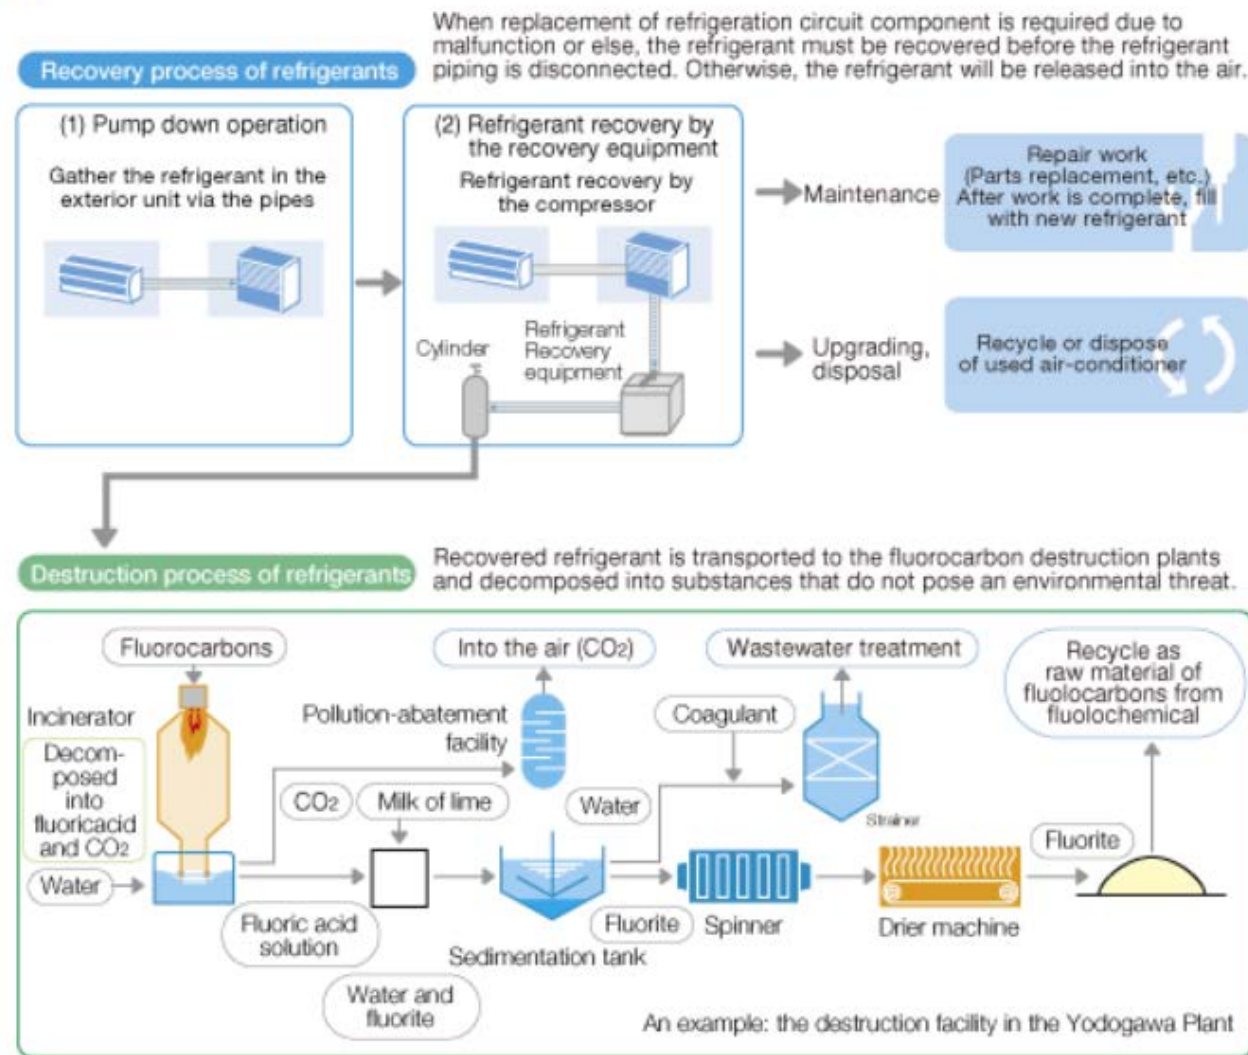 When replacement of refrigeration circuit component is required due to
malfunction or else, the refrigerant must be recovered before the refrigerant
piping is disconnected. Otherwise, the refrigerant will be released into the air.
Recovery process of refrigerants
(1) Pump down operation
Gather the refrigerant in the
exterior unit via the pipes
(2) Refrigerant recovery by
the recovery equipment
Refrigerant recovery by
the compressor
Cylinder
Refrigerant
Recovery
equipment
Maintenance
Repair work
(Parts replacement, etc.)
After work is complete, fill
with new refrigerant
Upgrading,
disposal
Recycle or dispose
of used air-conditioner
Destruction process of refrigerants
Recovered refrigerant is transported to the fluorocarbon destruction plants
and decomposed into substances that do not pose an environmental threat.
Fluorocarbons
Incinerator
Decom-
posed
into
fluoricacid
and CO2
Water
Into the air (CO2)
Pollution-abatement
facility
CO2
Milk of lime
Fluoric acid
solution
Water and
fluorite
Sedimentation tank
Water
Coagulant
Wastewater treatment
Strainer
Fluorite
Spinner
Drier machine
Fluorite
Recycle as
raw material of
fluolocarbons from
fluolochemical
An example: the destruction facility in the Yodogawa Plant